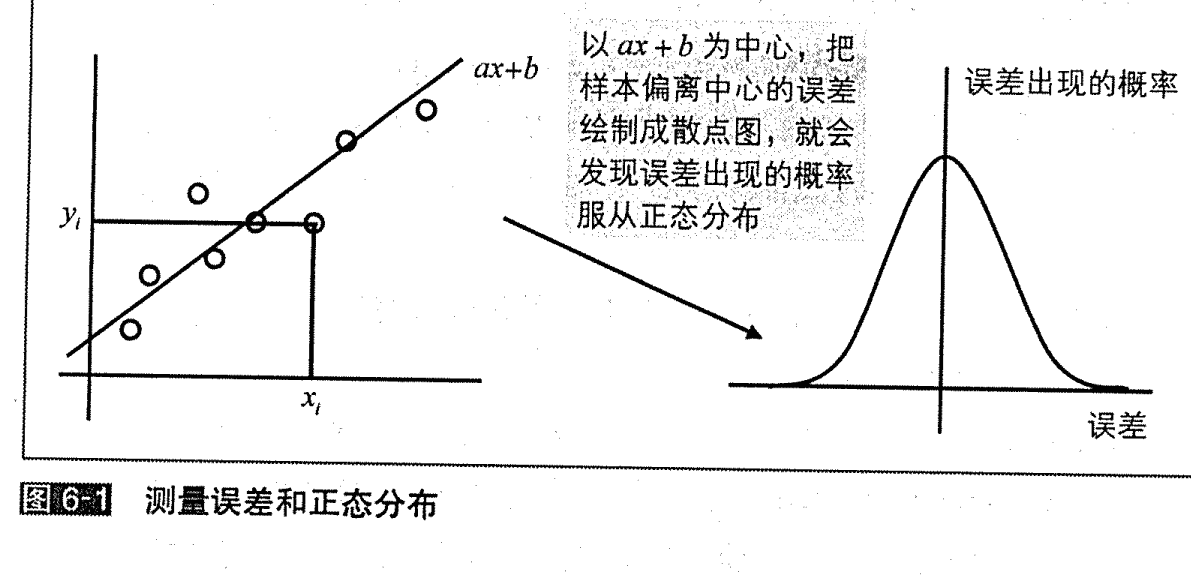 ax+b
y_i
x_i
以 ax + b 为中心，把
样本偏离中心的误差
绘制成散点图，就会
发现误差出现的概率
服从正态分布
误差出现的概率
误差
图 6-1 测量误差和正态分布